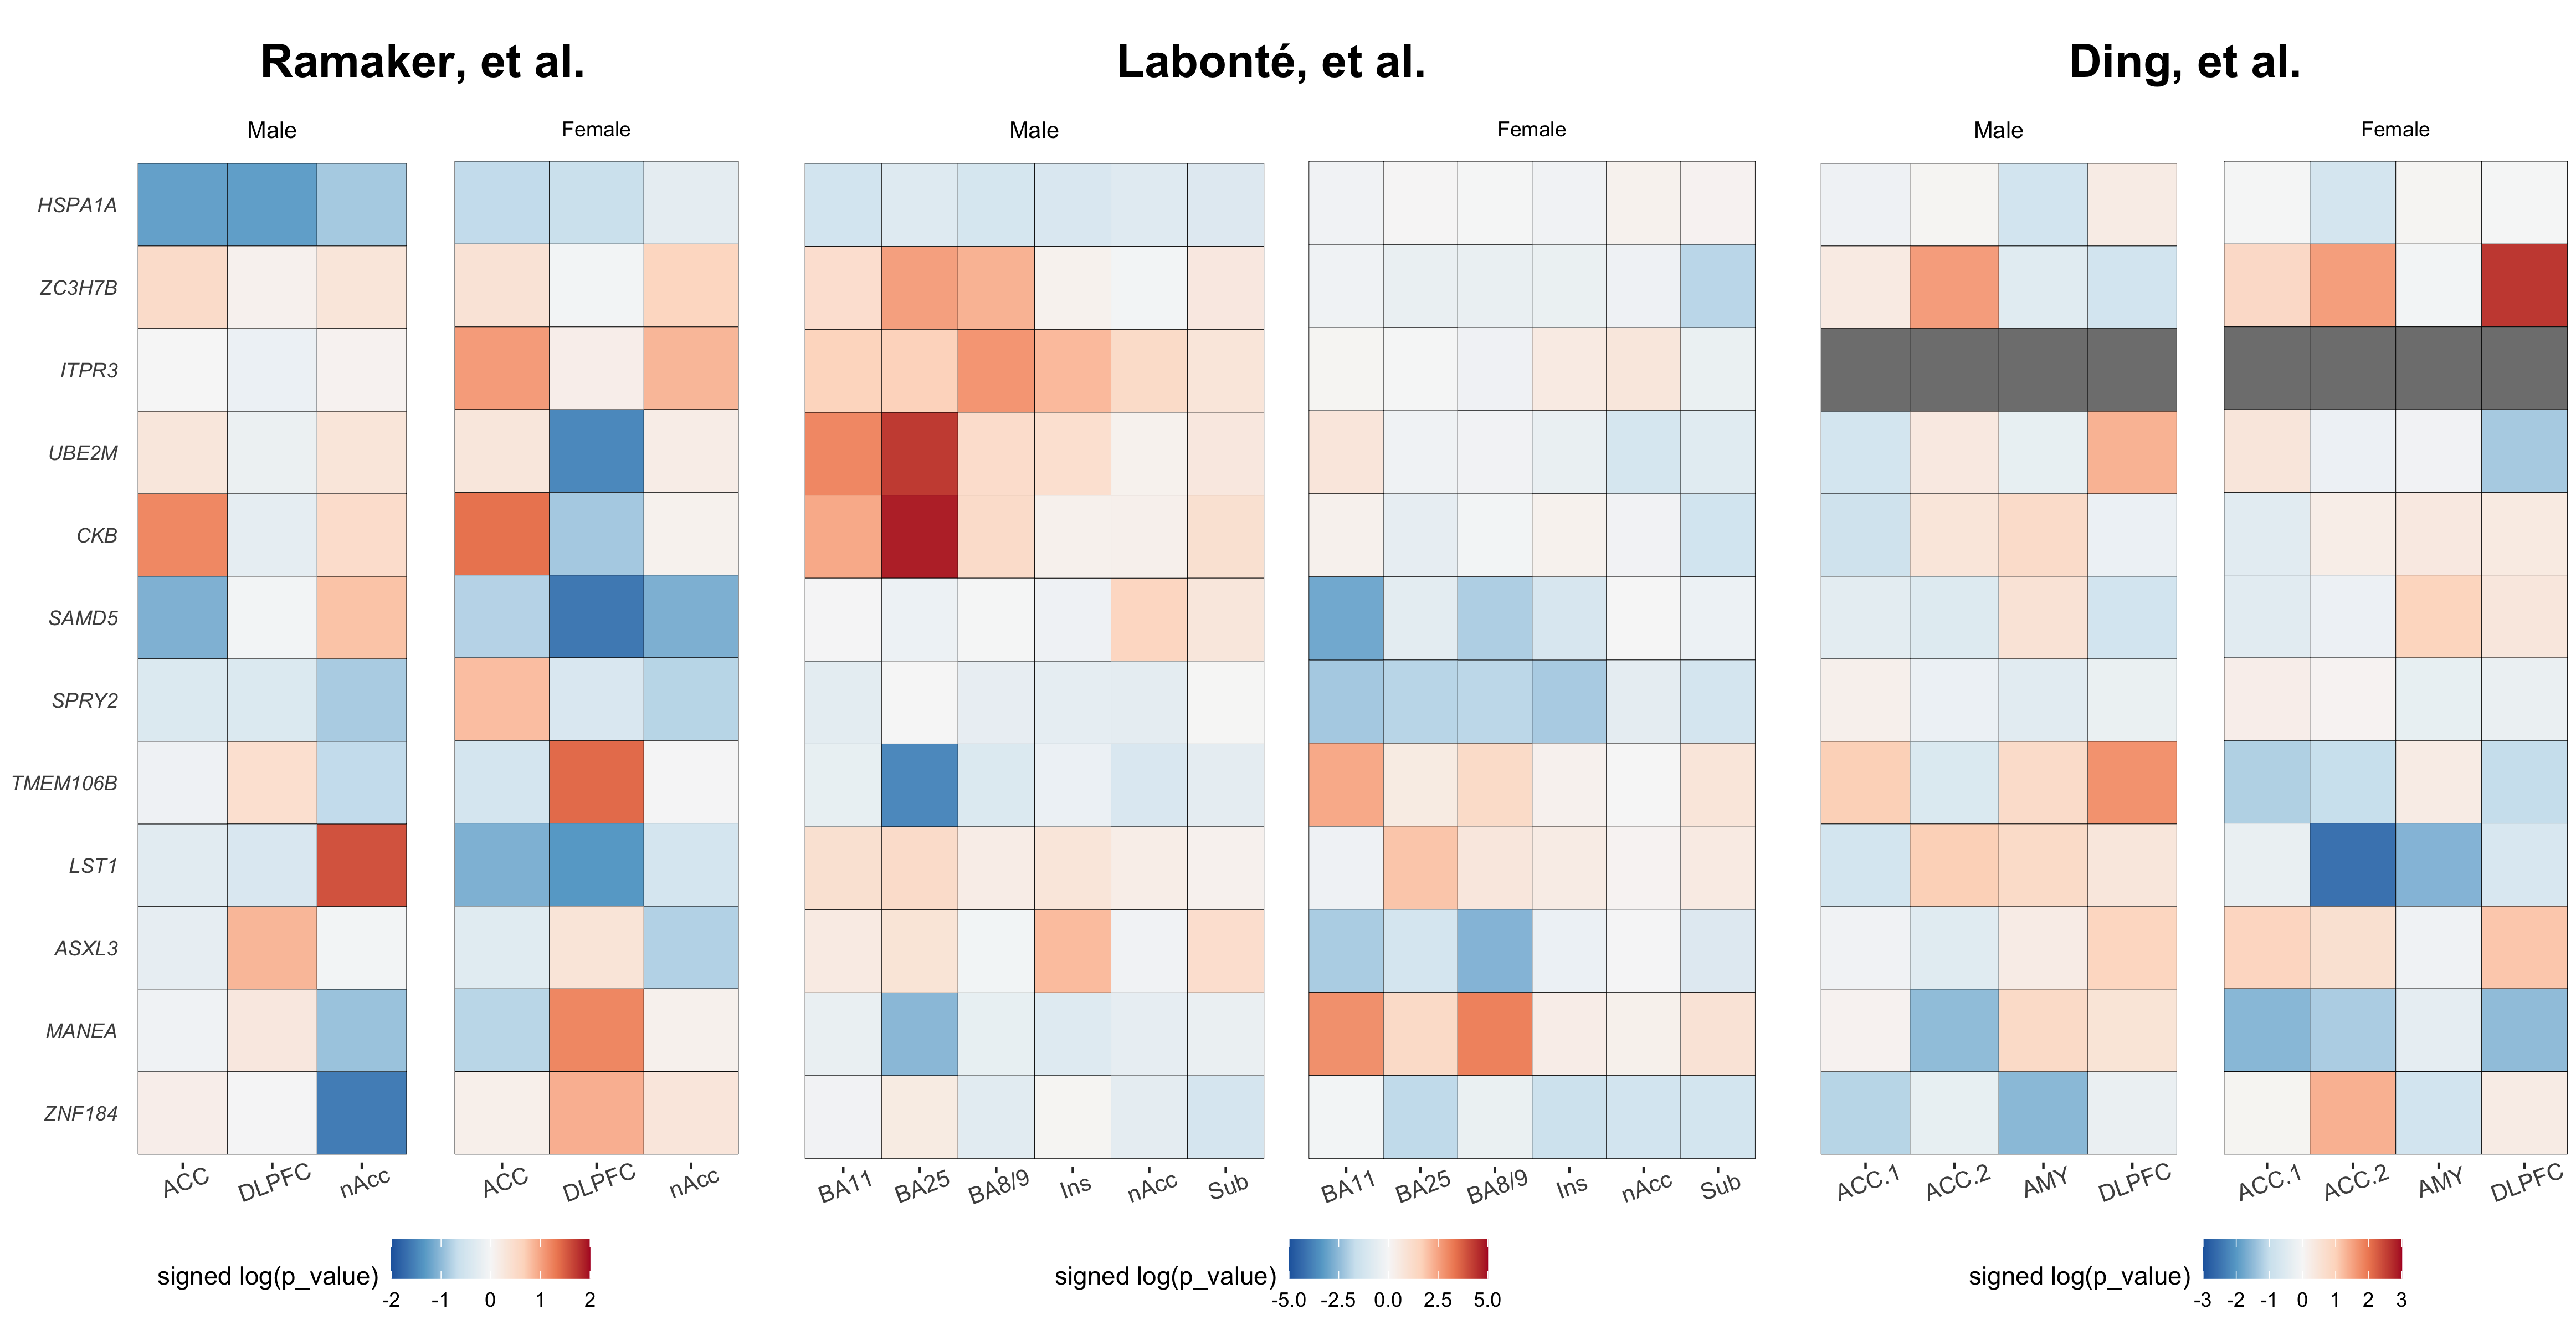 Ramaker, et al. Labonté, et al. Ding, et al.
Male Female Male Female Male Female
HSPA1A
ZC3H7B
ITPR3
UBE2M
CKB
SAMD5
SPRY2
TMEM106B
LST1
ASXL3
MANEA
ZNF184
ACC DLPFC nAcc ACC DLPFC nAcc BA11 BA25 BA8/9 Ins nAcc Sub BA11 BA25 BA8/9 Ins nAcc Sub ACC.1 ACC.2 AMY DLPFC ACC.1 ACC.2 AMY DLPFC
signed log(p_value) signed log(p_value) signed log(p_value)
-2 -1 0 1 2 -5.0 -2.5 0.0 2.5 5.0 -3 -2 -1 0 1 2 3